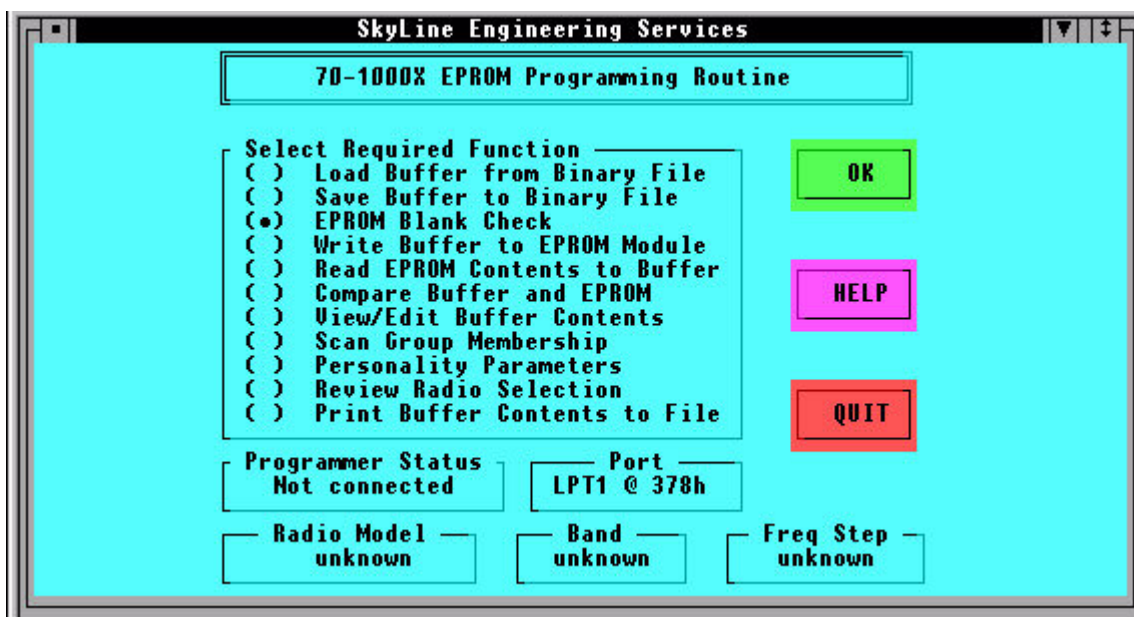 SkyLine Engineering Services
70-1000X EPROM Programming Routine
Select Required Function
( ) Load Buffer from Binary File
( ) Save Buffer to Binary File
(•) EPROM Blank Check
( ) Write Buffer to EPROM Module
( ) Read EPROM Contents to Buffer
( ) Compare Buffer and EPROM
( ) View/Edit Buffer Contents
( ) Scan Group Membership
( ) Personality Parameters
( ) Review Radio Selection
( ) Print Buffer Contents to File
OK
HELP
QUIT
Programmer Status
Not connected
Port
LPT1 @ 378h
Radio Model
unknown
Band
unknown
Freq Step
unknown